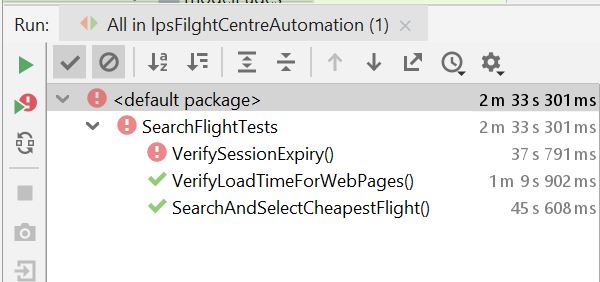 Run: All in IpsFilghtCentreAutomation (1) ×
<default package> 2 m 33 s 301 ms
SearchFlightTests 2 m 33 s 301 ms
VerifySessionExpiry() 37 s 791 ms
VerifyLoadTimeForWebPages() 1 m 9 s 902 ms
SearchAndSelectCheapestFlight() 45 s 608 ms